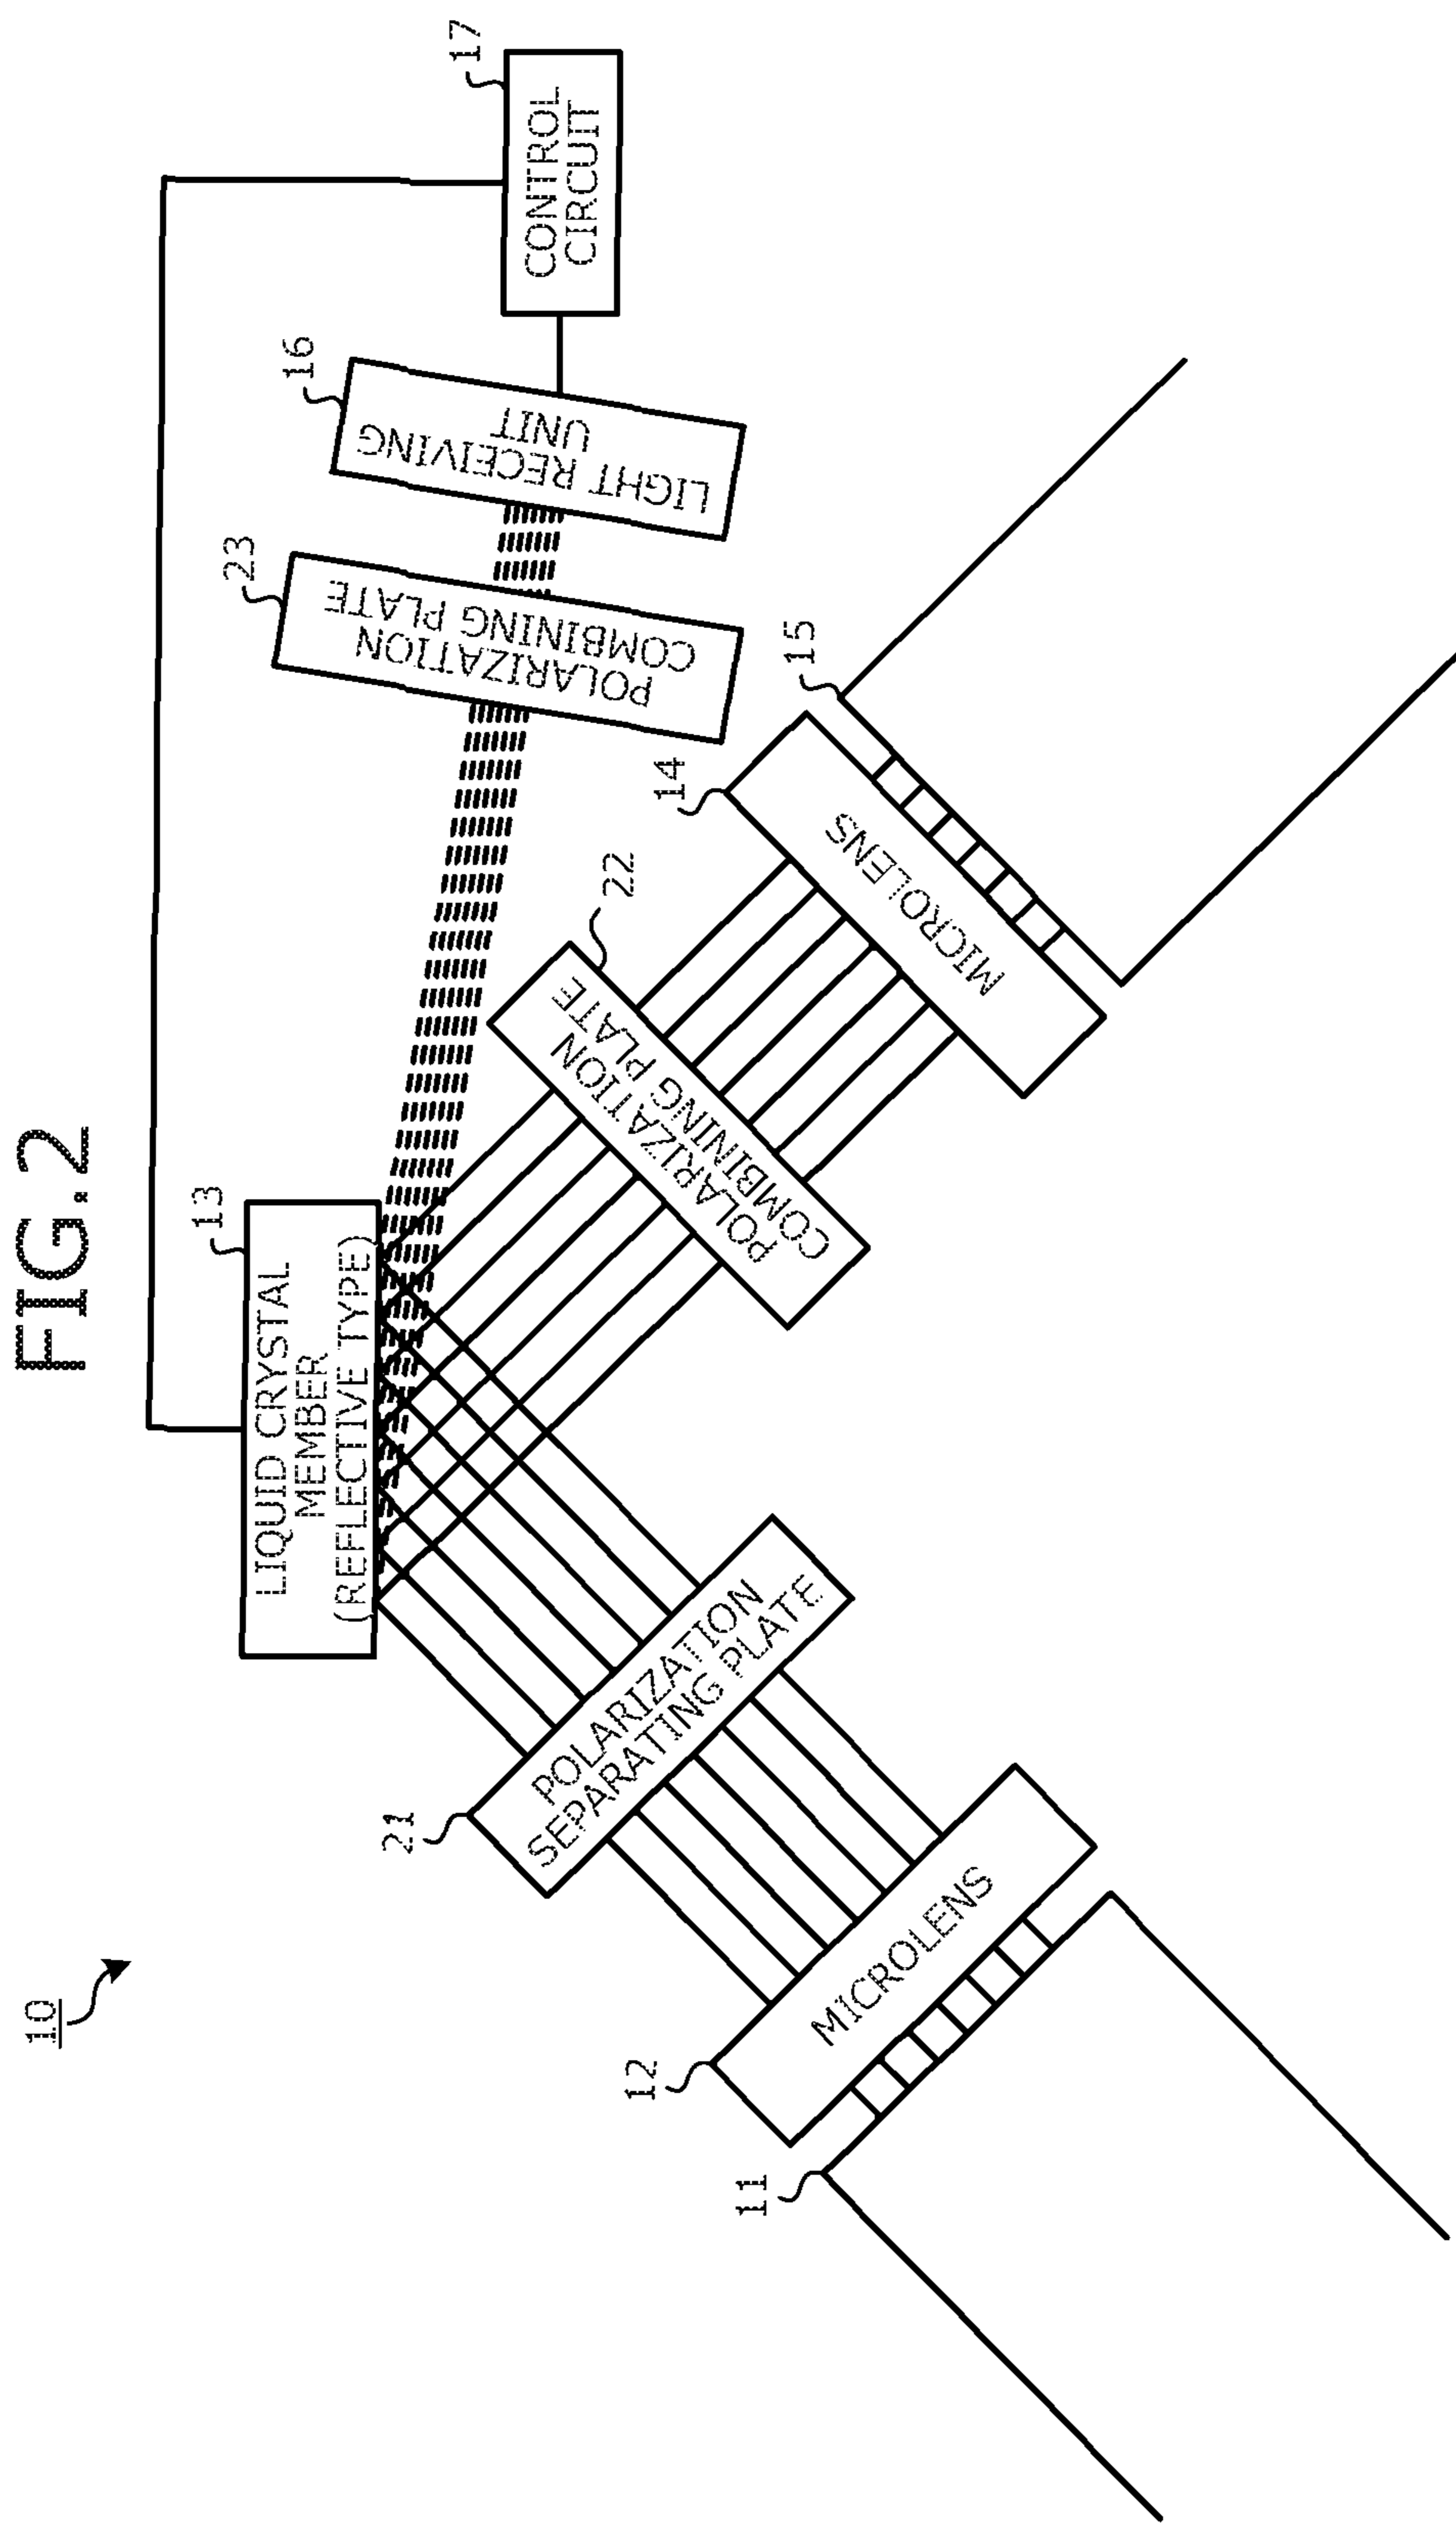 FIG.2
10
13
LIQUID CRYSTAL
MEMBER
(REFLECTIVE TYPE)
17
CONTROL
CIRCUIT
16
LIGHT RECEIVING
UNIT
23
POLARIZATION
COMBINING PLATE
21
POLARIZATION
SEPARATING PLATE
22
POLARIZATION
COMBINING PLATE
12
MICROLENS
14
MICROLENS
11
15